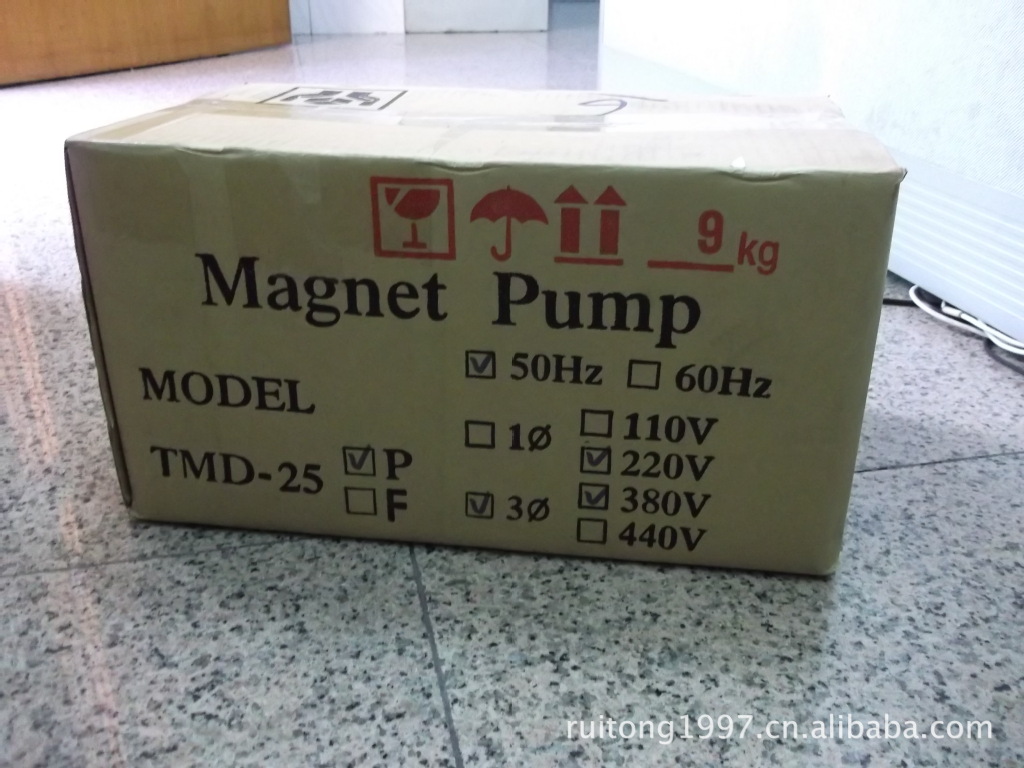 9 kg
Magnet Pump
50Hz 60Hz
MODEL
1ø 110V
TMD-25 P 220V
F 3ø 380V
440V
ruitong1997.cn.alibaba.com